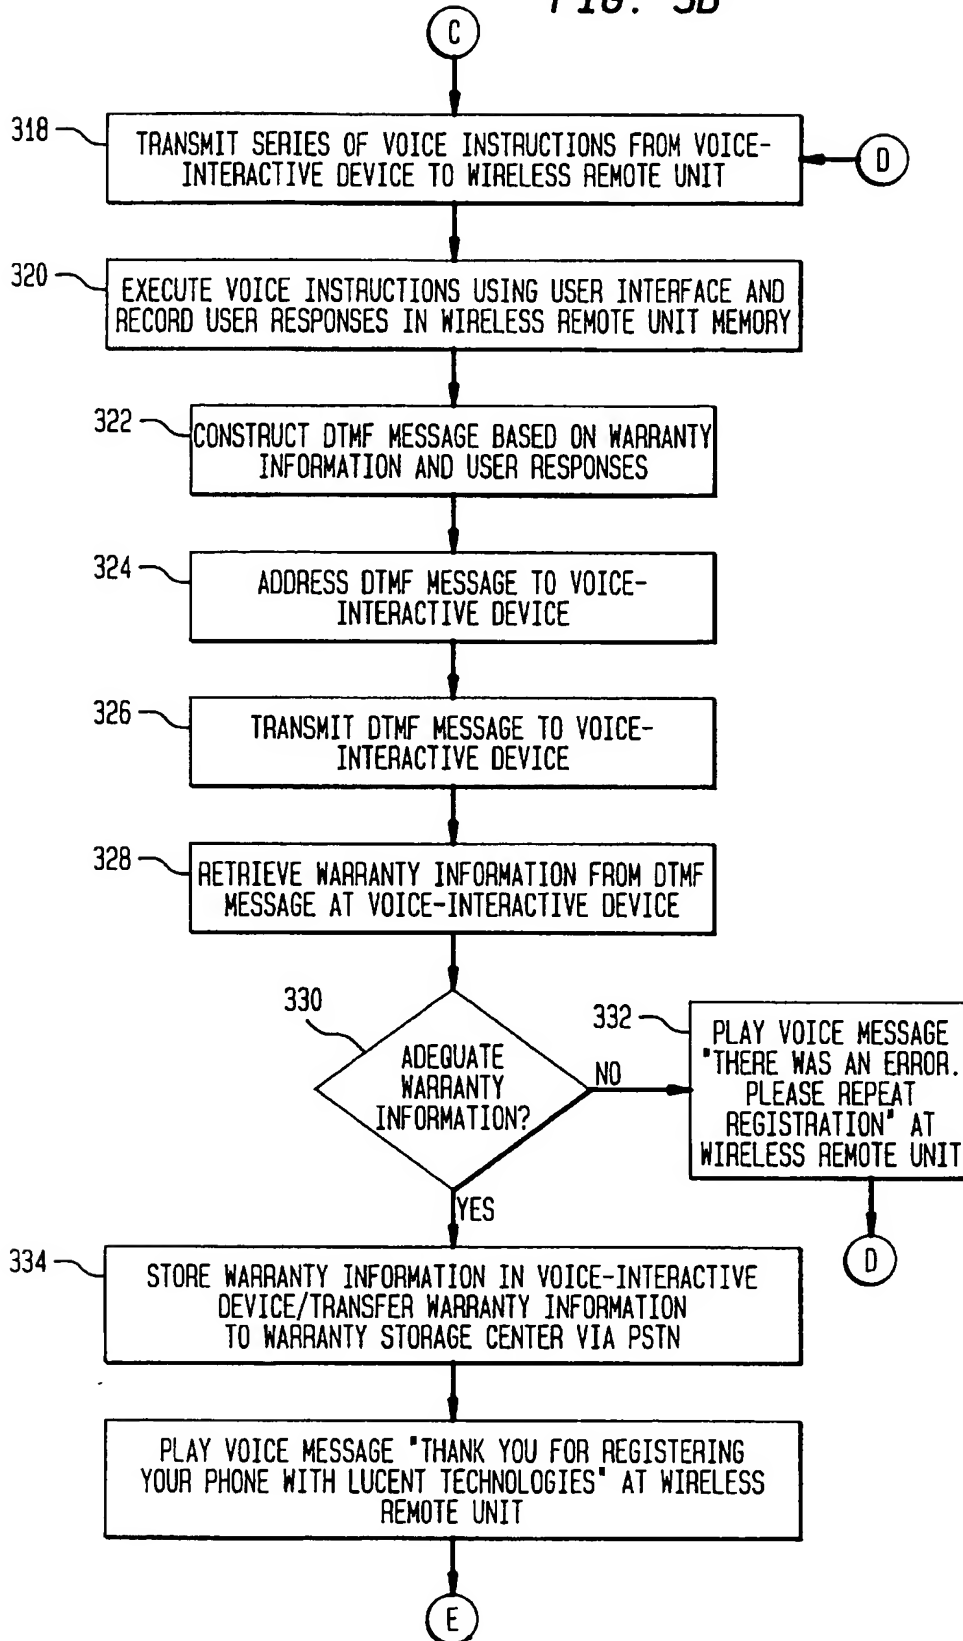 FIG. 3B
C
318
TRANSMIT SERIES OF VOICE INSTRUCTIONS FROM VOICE-
INTERACTIVE DEVICE TO WIRELESS REMOTE UNIT
D
320
EXECUTE VOICE INSTRUCTIONS USING USER INTERFACE AND
RECORD USER RESPONSES IN WIRELESS REMOTE UNIT MEMORY
322
CONSTRUCT DTMF MESSAGE BASED ON WARRANTY
INFORMATION AND USER RESPONSES
324
ADDRESS DTMF MESSAGE TO VOICE-
INTERACTIVE DEVICE
326
TRANSMIT DTMF MESSAGE TO VOICE-
INTERACTIVE DEVICE
328
RETRIEVE WARRANTY INFORMATION FROM DTMF
MESSAGE AT VOICE-INTERACTIVE DEVICE
330
ADEQUATE
WARRANTY
INFORMATION?
NO
332
PLAY VOICE MESSAGE
"THERE WAS AN ERROR.
PLEASE REPEAT
REGISTRATION" AT
WIRELESS REMOTE UNIT
D
YES
334
STORE WARRANTY INFORMATION IN VOICE-INTERACTIVE
DEVICE/TRANSFER WARRANTY INFORMATION
TO WARRANTY STORAGE CENTER VIA PSTN
PLAY VOICE MESSAGE "THANK YOU FOR REGISTERING
YOUR PHONE WITH LUCENT TECHNOLOGIES" AT WIRELESS
REMOTE UNIT
E